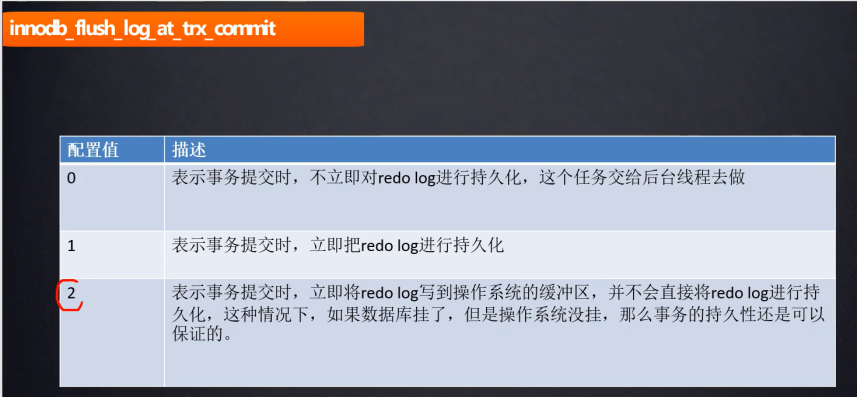 innodb_flush_log_at_trx_commit
配置值 描述
0 表示事务提交时，不立即对redo log进行持久化，这个任务交给后台线程去做
1 表示事务提交时，立即把redo log进行持久化
2 表示事务提交时，立即将redo log写到操作系统的缓冲区，并不会直接将redo log进行持
久化，这种情况下，如果数据库挂了，但是操作系统没挂，那么事务的持久性还是可以
保证的。